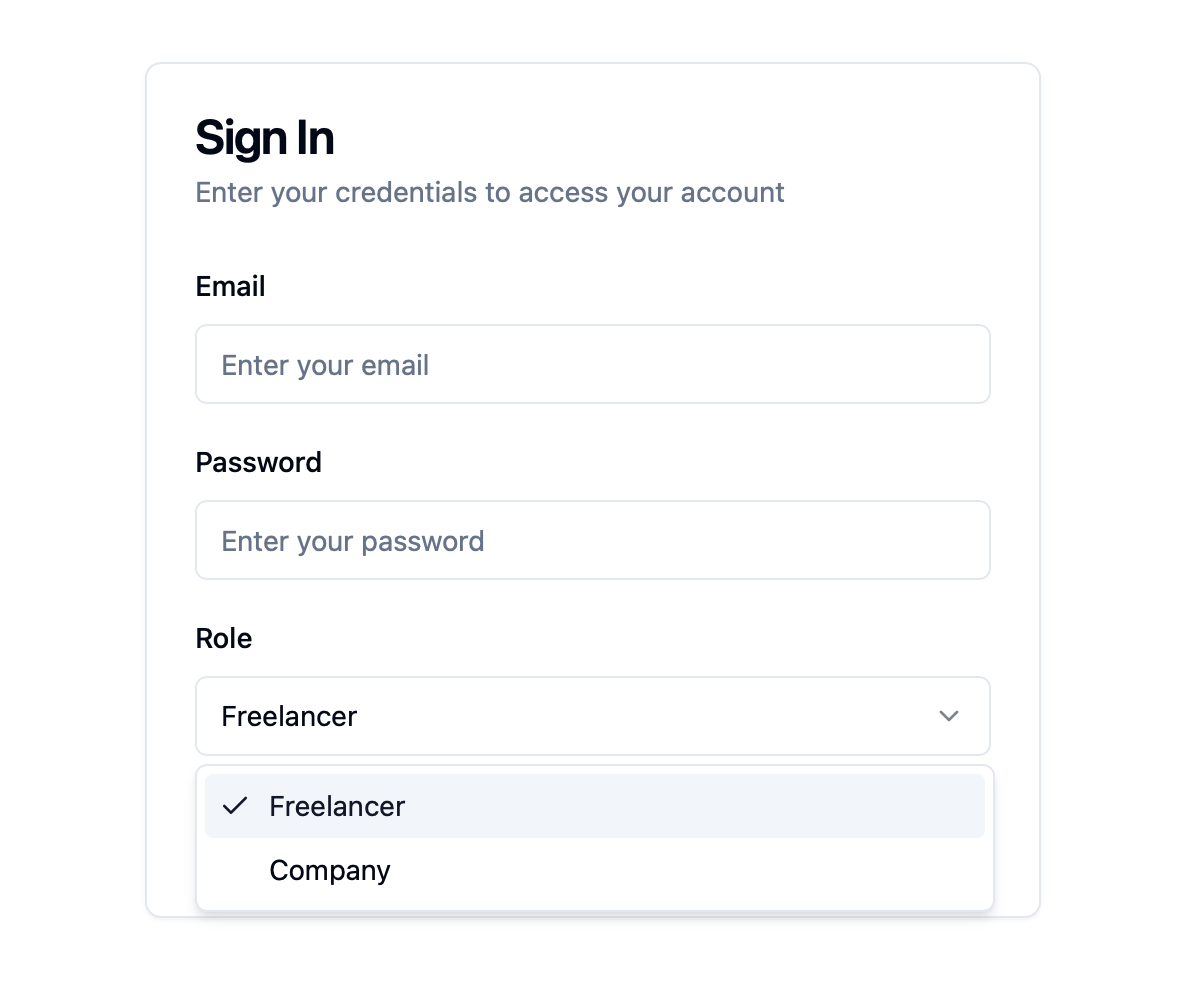 Sign In
Enter your credentials to access your account
Email
Enter your email
Password
Enter your password
Role
Freelancer
Freelancer
Company